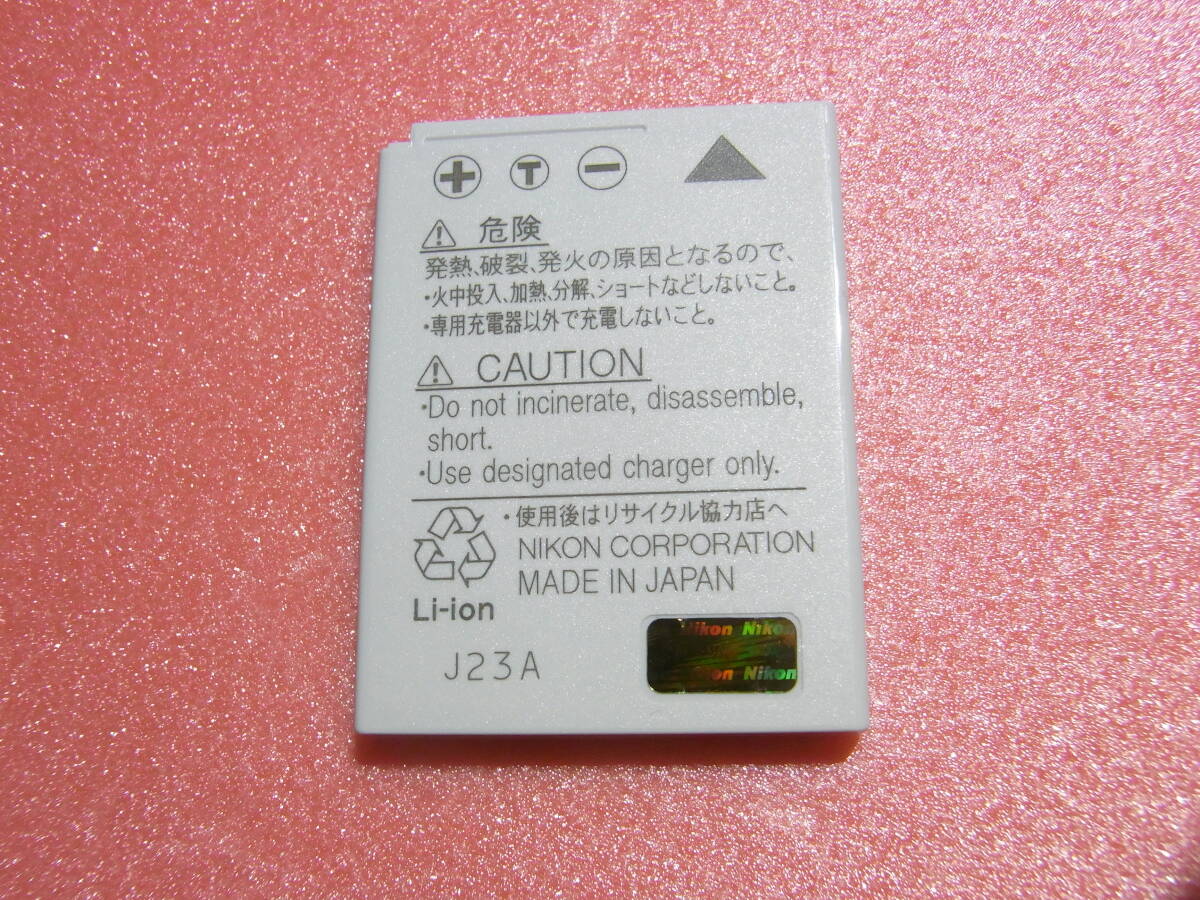 + T −
危険
発熱、破裂、発火の原因となるので、
・火中投入、加熱、分解、ショートなどしないこと。
・専用充電器以外で充電しないこと。
CAUTION
・Do not incinerate, disassemble,
short.
・Use designated charger only.
・使用後はリサイクル協力店へ
NIKON CORPORATION
MADE IN JAPAN
Li-ion
J23A
Nikon Nikon
Nikon Nikon